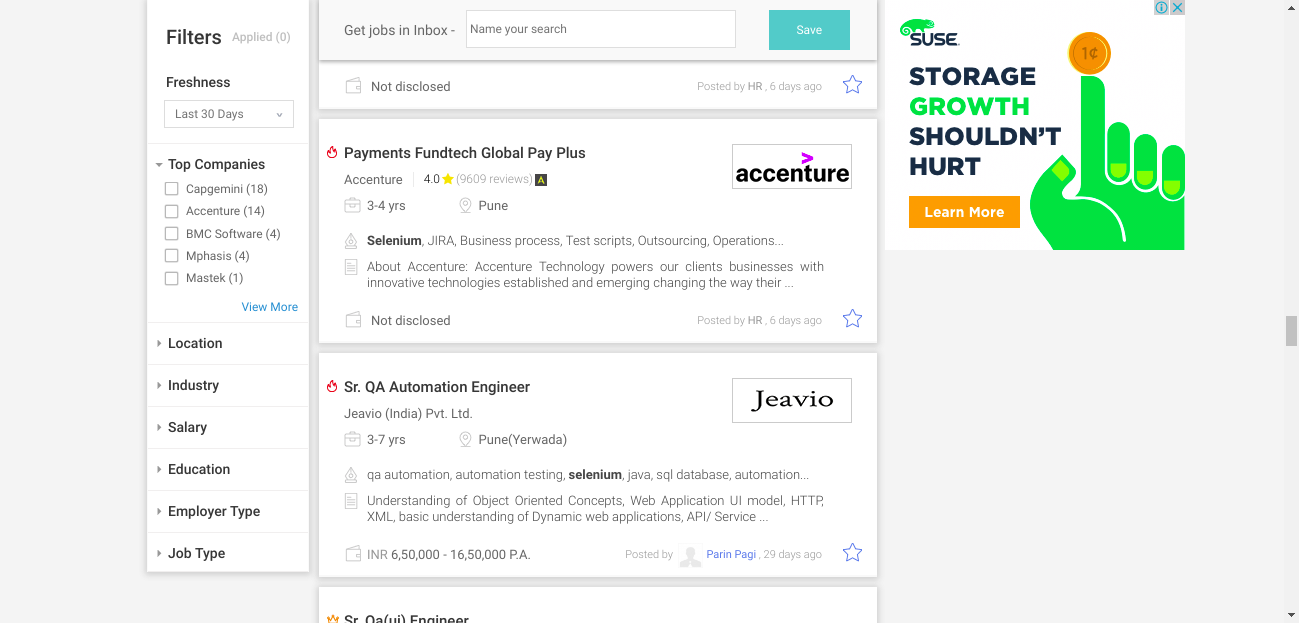 Filters Applied (0)
Freshness
Last 30 Days
Top Companies
Capgemini (18)
Accenture (14)
BMC Software (4)
Mphasis (4)
Mastek (1)
View More
Location
Industry
Salary
Education
Employer Type
Job Type
Get jobs in Inbox -
Name your search
Save
Not disclosed
Posted by HR , 6 days ago
Payments Fundtech Global Pay Plus
Accenture
4.0 (9609 reviews) A
>
accenture
3-4 yrs
Pune
Selenium, JIRA, Business process, Test scripts, Outsourcing, Operations...
About Accenture: Accenture Technology powers our clients businesses with
innovative technologies established and emerging changing the way their ...
Not disclosed
Posted by HR , 6 days ago
Sr. QA Automation Engineer
Jeavio (India) Pvt. Ltd.
Jeavio
3-7 yrs
Pune(Yerwada)
qa automation, automation testing, selenium, java, sql database, automation...
Understanding of Object Oriented Concepts, Web Application UI model, HTTP,
XML, basic understanding of Dynamic web applications, API/ Service ...
INR 6,50,000 - 16,50,000 P.A.
Posted by Parin Pagi , 29 days ago
Sr. Qa(ui) Engineer
SUSE
1¢
STORAGE
GROWTH
SHOULDN'T
HURT
Learn More